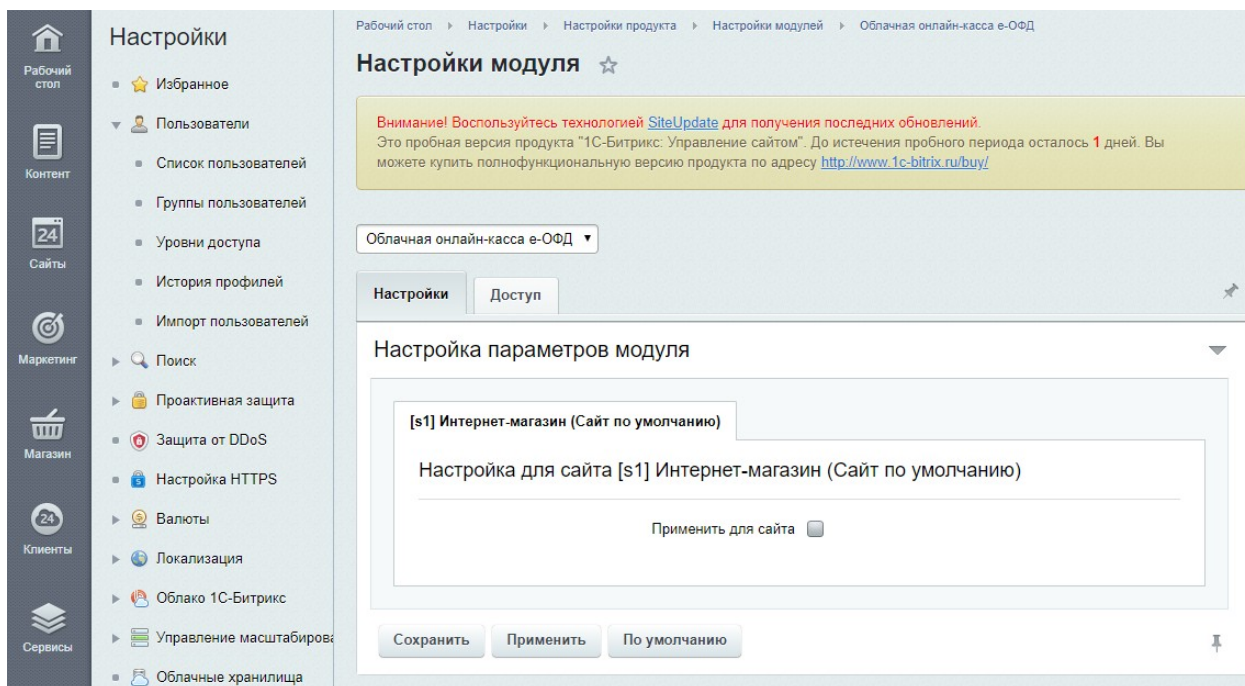 Рабочий
стол
Контент
24
Сайты
Маркетинг
Магазин
24
Клиенты
Сервисы
Настройки
Избранное
Пользователи
Список пользователей
Группы пользователей
Уровни доступа
История профилей
Импорт пользователей
Поиск
Проактивная защита
Защита от DDoS
Настройка HTTPS
Валюты
Локализация
Облако 1С-Битрикс
Управление масштабирова
Облачные хранилища
Рабочий стол Настройки Настройки продукта Настройки модулей Облачная онлайн-касса е-ОФД
Настройки модуля
Внимание! Воспользуйтесь технологией SiteUpdate для получения последних обновлений.
Это пробная версия продукта "1С-Битрикс: Управление сайтом". До истечения пробного периода осталось 1 дней. Вы
можете купить полнофункциональную версию продукта по адресу http://www.1c-bitrix.ru/buy/
Облачная онлайн-касса е-ОФД
Настройки Доступ
Настройка параметров модуля
[s1] Интернет-магазин (Сайт по умолчанию)
Настройка для сайта [s1] Интернет-магазин (Сайт по умолчанию)
Применить для сайта
Сохранить Применить По умолчанию